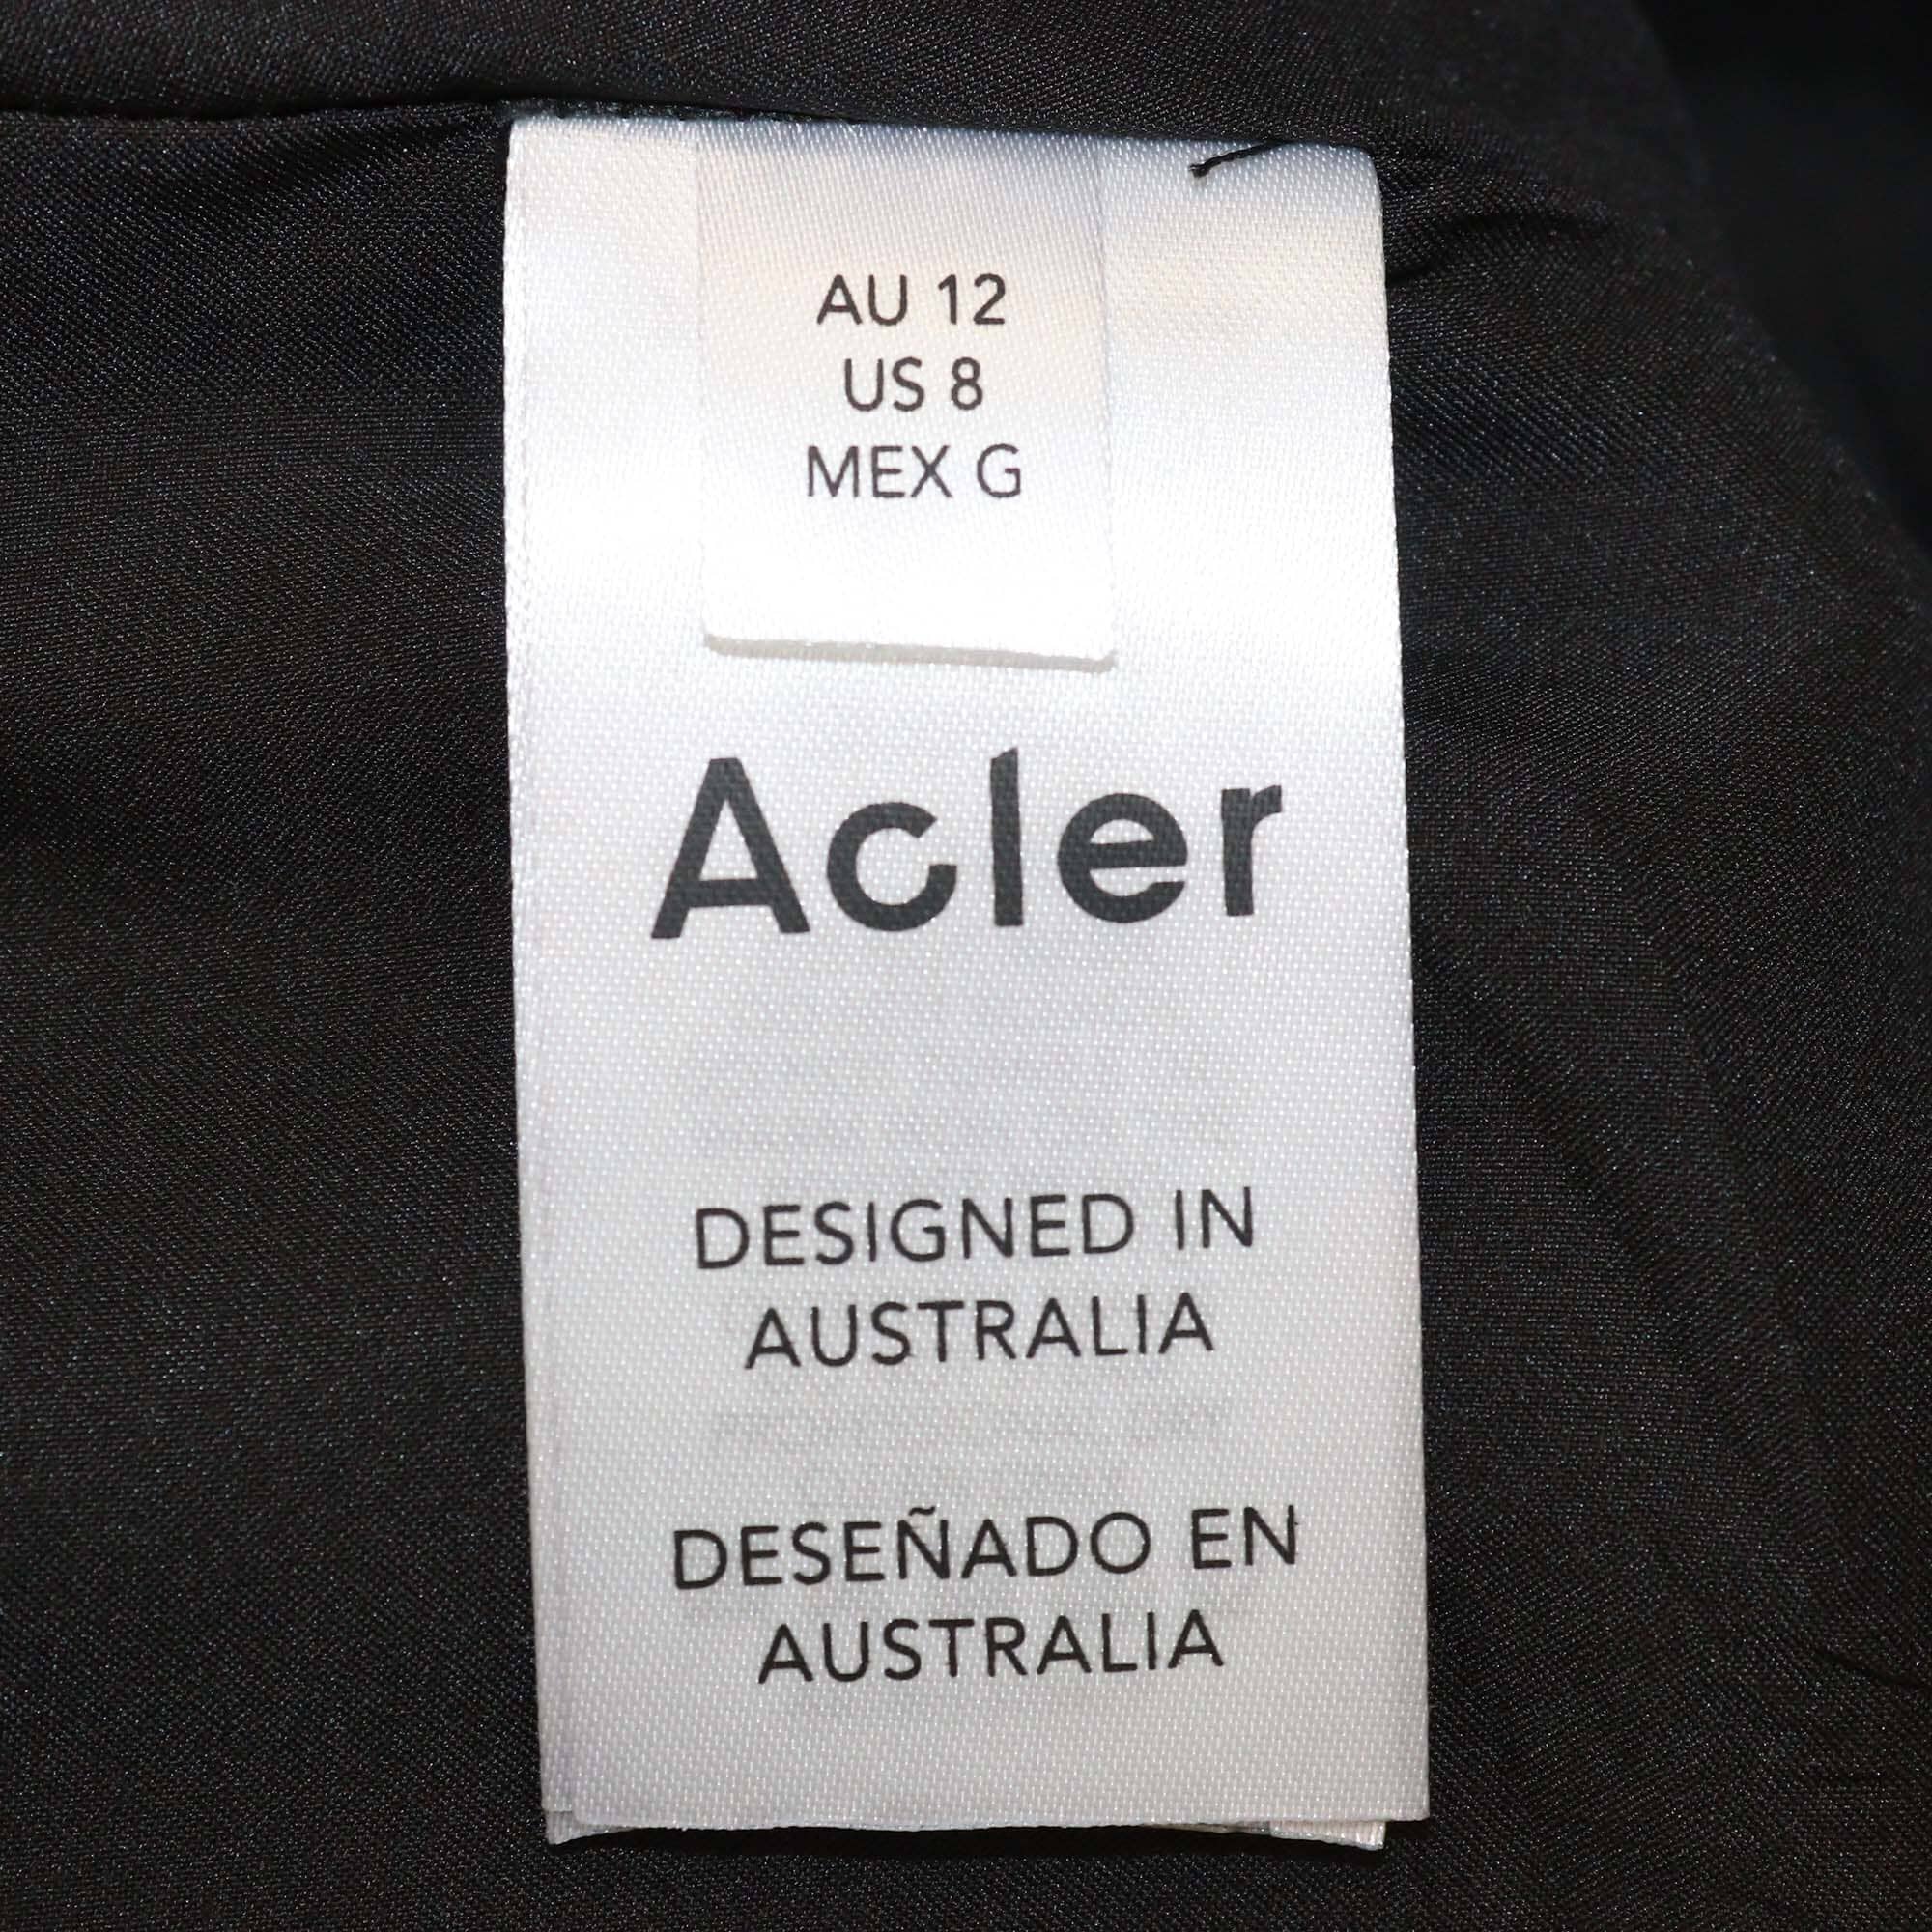 AU 12
US 8
MEX G
Acler
DESIGNED IN
AUSTRALIA
DESEÑADO EN
AUSTRALIA